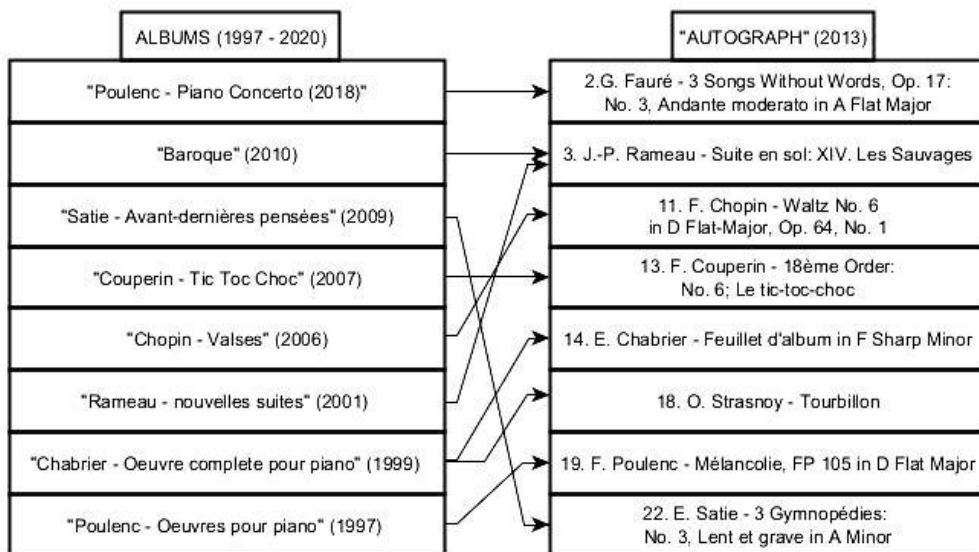 ALBUMS (1997 - 2020)
"Poulenc - Piano Concerto (2018)"
"Baroque" (2010)
"Satie - Avant-dernières pensées" (2009)
"Couperin - Tic Toc Choc" (2007)
"Chopin - Valses" (2006)
"Rameau - nouvelles suites" (2001)
"Chabrier - Oeuvre complete pour piano" (1999)
"Poulenc - Oeuvres pour piano" (1997)
"AUTOGRAPH" (2013)
2.G. Fauré - 3 Songs Without Words, Op. 17:
No. 3, Andante moderato in A Flat Major
3. J.-P. Rameau - Suite en sol: XIV. Les Sauvages
11. F. Chopin - Waltz No. 6
in D Flat-Major, Op. 64, No. 1
13. F. Couperin - 18ème Order:
No. 6; Le tic-toc-choc
14. E. Chabrier - Feuillet d'album in F Sharp Minor
18. O. Strasnoy - Tourbillon
19. F. Poulenc - Mélancolie, FP 105 in D Flat Major
22. E. Satie - 3 Gymnopédies:
No. 3, Lent et grave in A Minor